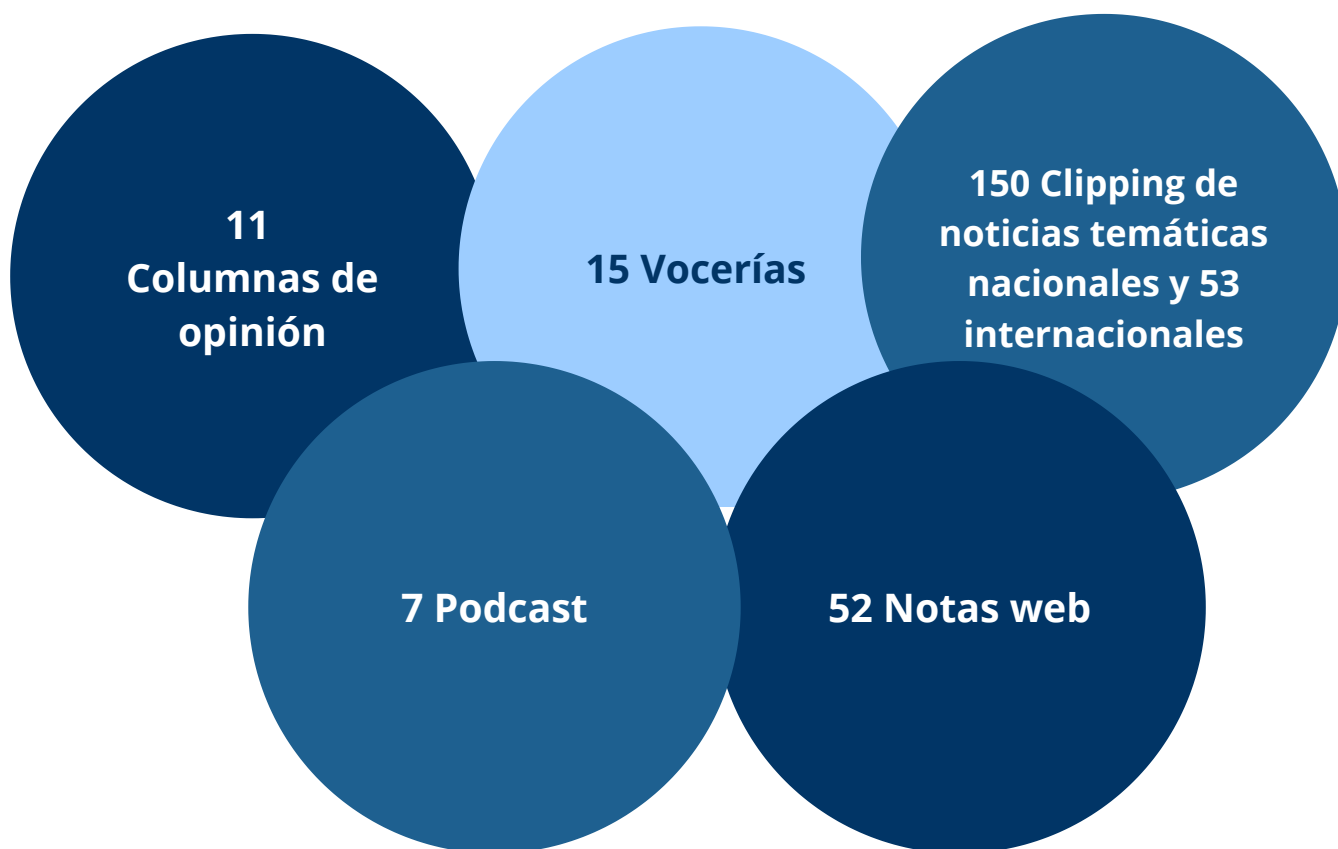 11
Columnas de
opinión
15 Vocerías
150 Clipping de
noticias temáticas
nacionales y 53
internacionales
7 Podcast
52 Notas web